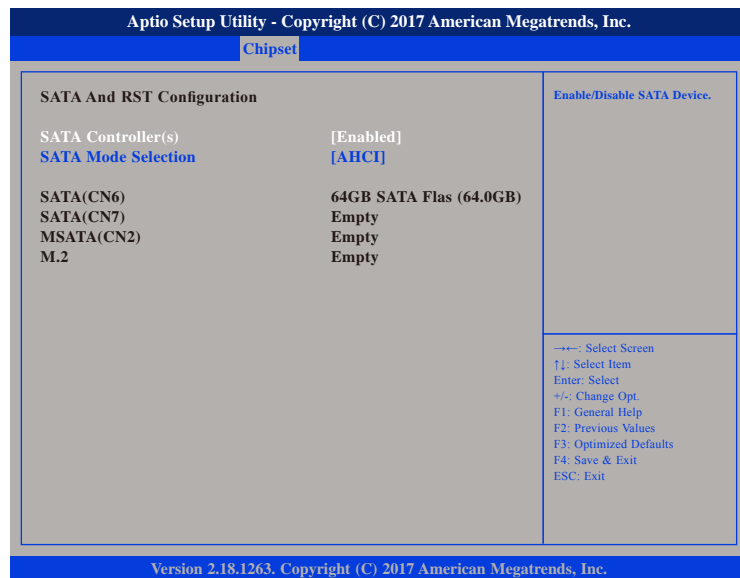 Aptio Setup Utility - Copyright (C) 2017 American Megatrends, Inc.
Chipset
SATA And RST Configuration
SATA Controller(s) [Enabled]
SATA Mode Selection [AHCI]
SATA(CN6) 64GB SATA Flas (64.0GB)
SATA(CN7) Empty
MSATA(CN2) Empty
M.2 Empty
Enable/Disable SATA Device.
→←: Select Screen
↑↓: Select Item
Enter: Select
+/-: Change Opt.
F1: General Help
F2: Previous Values
F3: Optimized Defaults
F4: Save & Exit
ESC: Exit
Version 2.18.1263. Copyright (C) 2017 American Megatrends, Inc.